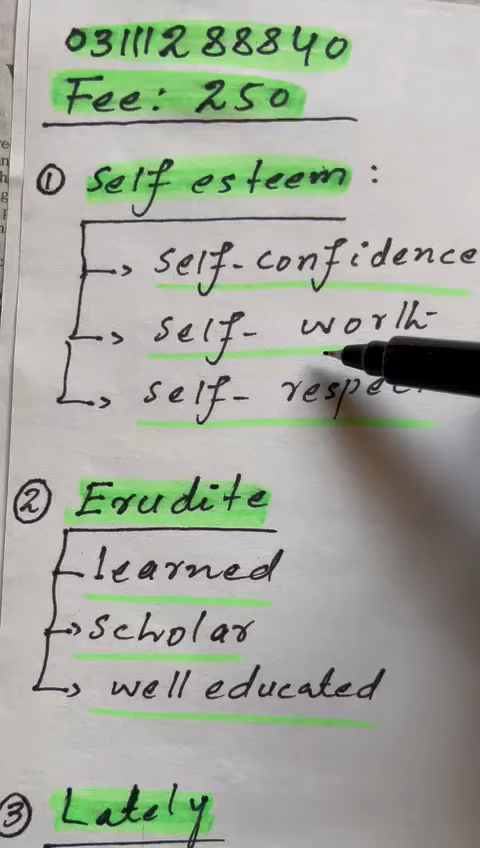 03111288840
Fee: 250
① Self esteem:
self-confidence
self- worth
self- respect
② Erudite
learned
scholar
well educated
③ Lately